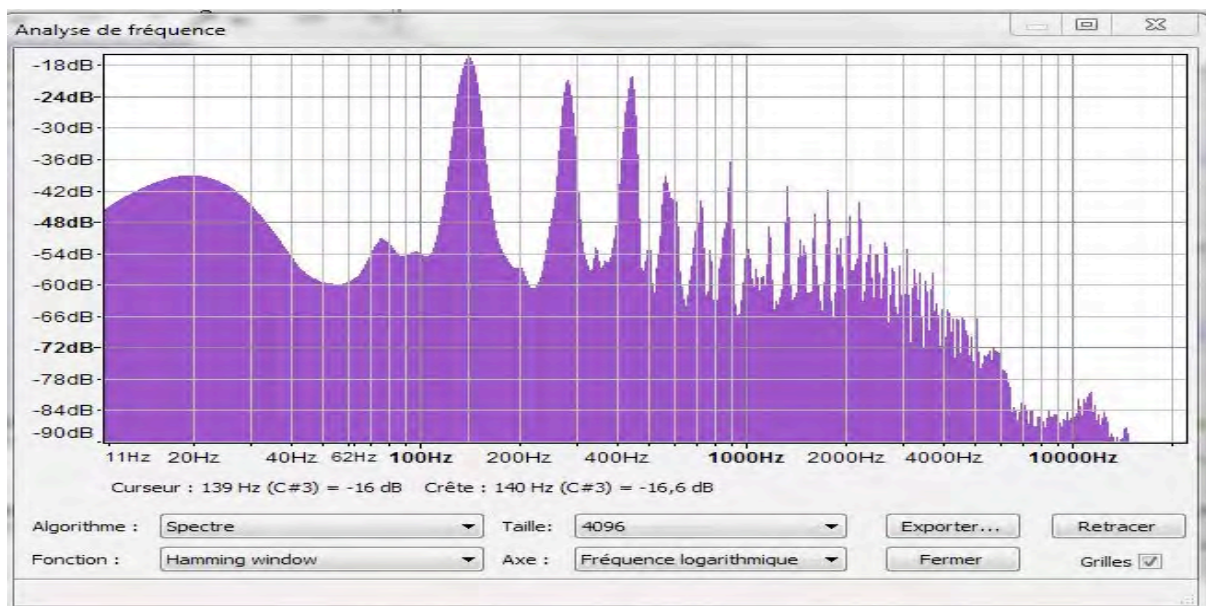 Analyse de fréquence
-18dB
-24dB
-30dB
-36dB
-42dB
-48dB
-54dB
-60dB
-66dB
-72dB
-78dB
-84dB
-90dB
11Hz 20Hz 40Hz 62Hz 100Hz 200Hz 400Hz 1000Hz 2000Hz 4000Hz 10000Hz
Curseur : 139 Hz (C#3) = -16 dB Crête : 140 Hz (C#3) = -16,6 dB
Algorithme : Spectre Taille: 4096 Exporter... Retracer
Fonction : Hamming window Axe : Fréquence logarithmique Fermer Grilles